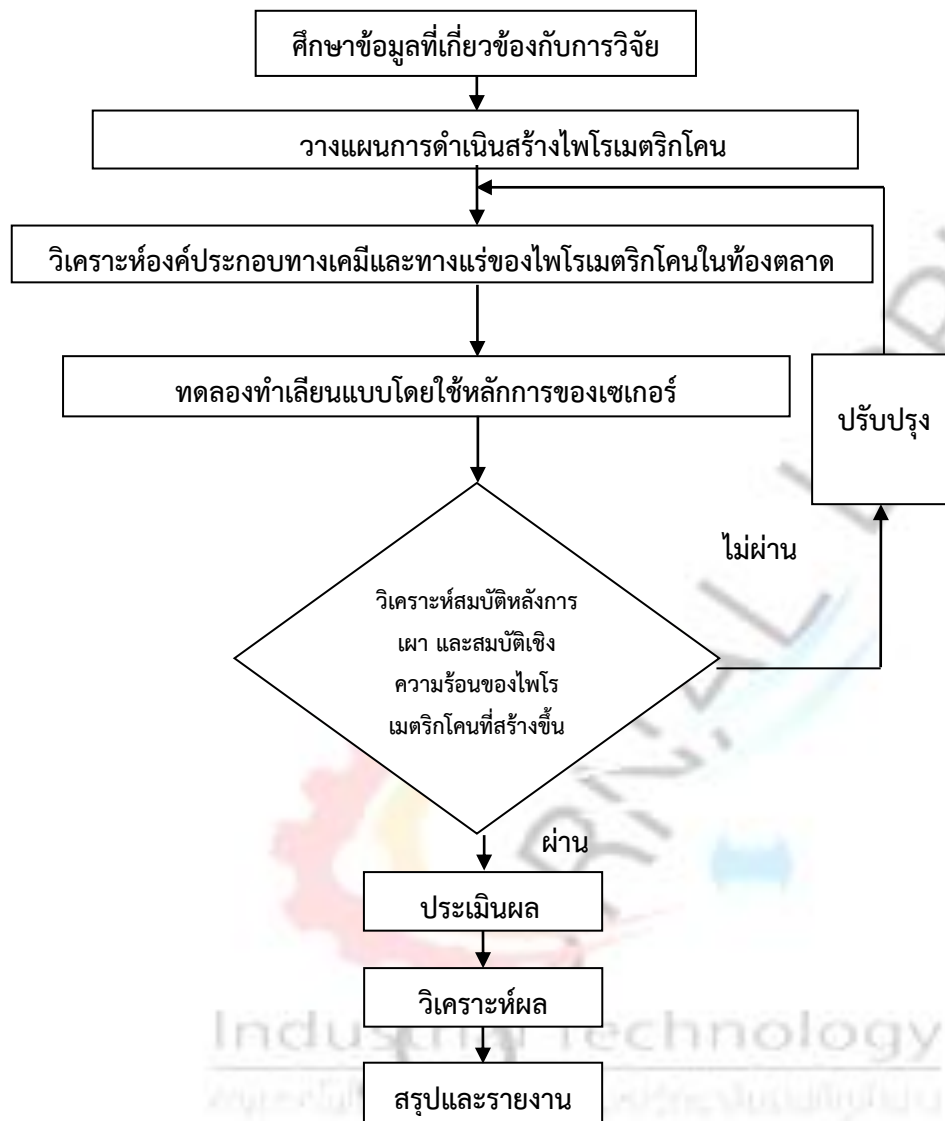 ศึกษาข้อมูลที่เกี่ยวข้องกับการวิจัย
วางแผนการดำเนินสร้างไพโรเมตริกโคน
วิเคราะห์องค์ประกอบทางเคมีและทางแร่ของไพโรเมตริกโคนในท้องตลาด
ทดลองทำเลียนแบบโดยใช้หลักการของเซเกอร์
ปรับปรุง
ไม่ผ่าน
วิเคราะห์สมบัติหลังการ
เผา และสมบัติเชิง
ความร้อนของไพโร
เมตริกโคนที่สร้างขึ้น
ผ่าน
ประเมินผล
วิเคราะห์ผล
Industrial Technology
สรุปและรายงาน